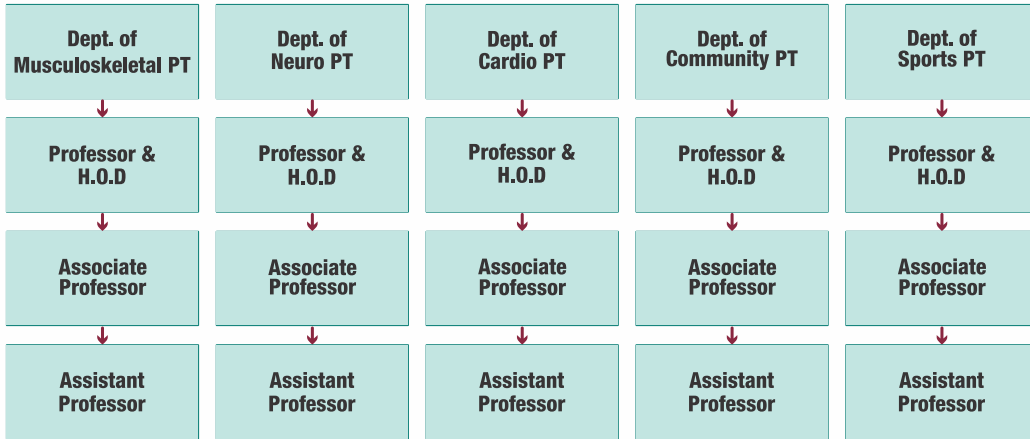 Dept. of
Musculoskeletal PT
Dept. of
Neuro PT
Dept. of
Cardio PT
Dept. of
Community PT
Dept. of
Sports PT
Professor &
H.O.D
Professor &
H.O.D
Professor &
H.O.D
Professor &
H.O.D
Professor &
H.O.D
Associate
Professor
Associate
Professor
Associate
Professor
Associate
Professor
Associate
Professor
Assistant
Professor
Assistant
Professor
Assistant
Professor
Assistant
Professor
Assistant
Professor